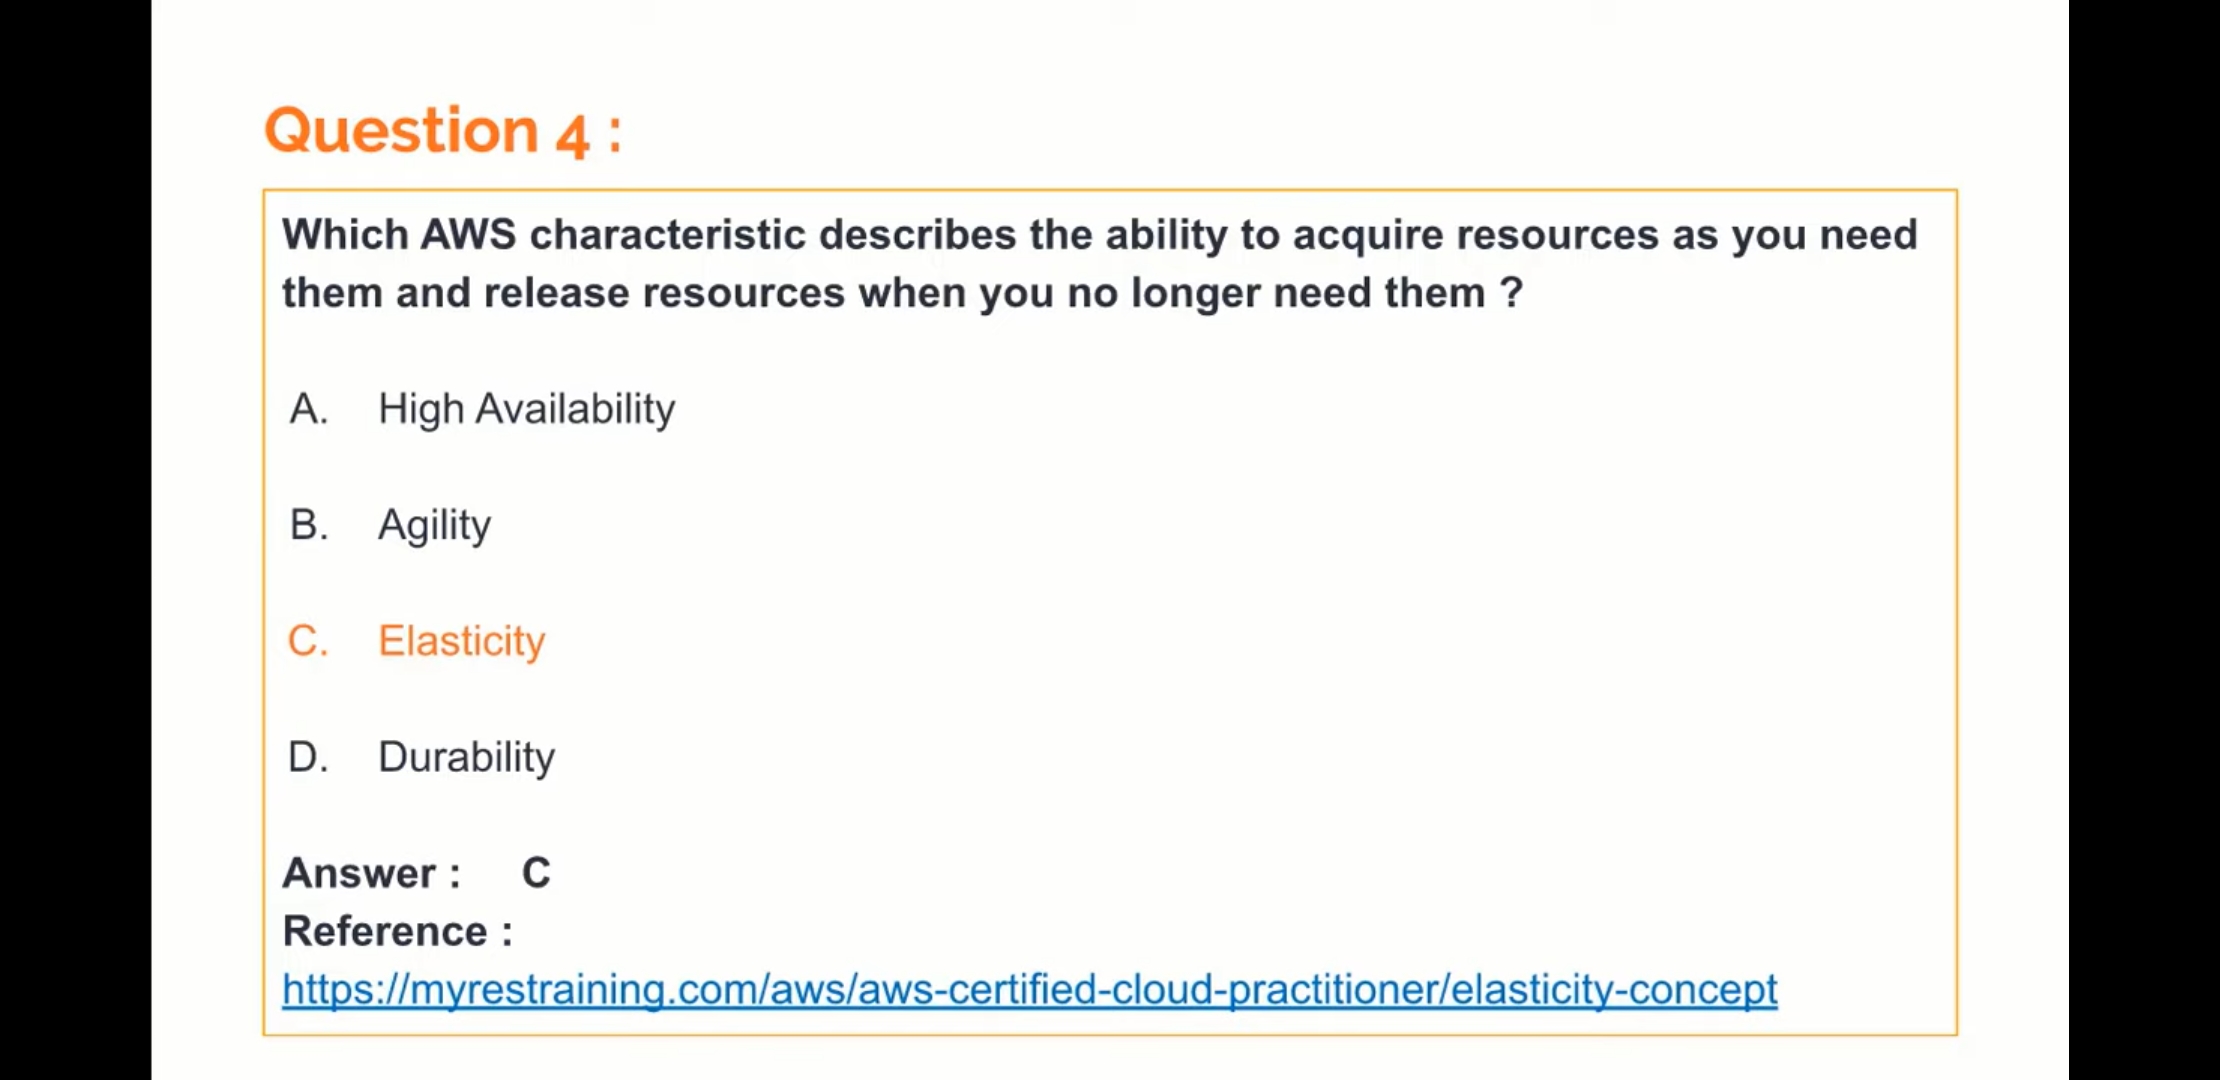 Question 4 :
Which AWS characteristic describes the ability to acquire resources as you need
them and release resources when you no longer need them ?
A. High Availability
B. Agility
C. Elasticity
D. Durability
Answer : C
Reference :
https://myrestraining.com/aws/aws-certified-cloud-practitioner/elasticity-concept